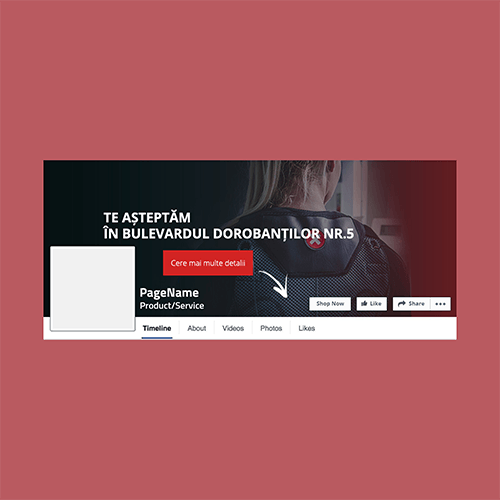 TE AȘTEPTĂM
ÎN BULEVARDUL DOROBANȚILOR NR.5
Cere mai multe detalii
PageName
Product/Service
Shop Now
Like
Share
Timeline
About
Videos
Photos
Likes